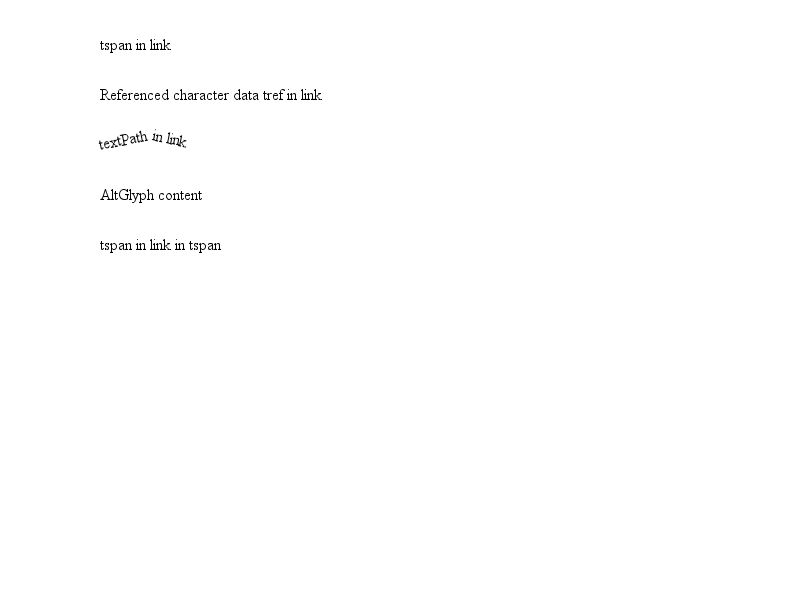 tspan in link
Referenced character data tref in link
textPath in link
AltGlyph content
tspan in link in tspan